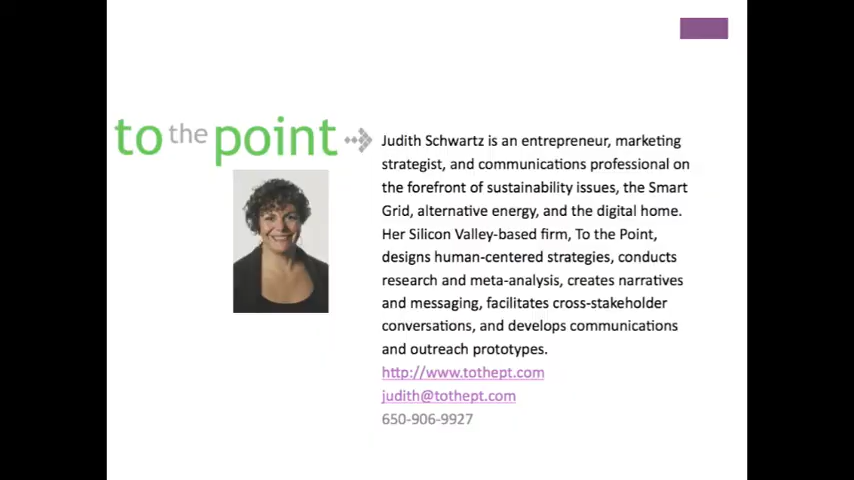 to the point
Judith Schwartz is an entrepreneur, marketing
strategist, and communications professional on
the forefront of sustainability issues, the Smart
Grid, alternative energy, and the digital home.
Her Silicon Valley-based firm, To the Point,
designs human-centered strategies, conducts
research and meta-analysis, creates narratives
and messaging, facilitates cross-stakeholder
conversations, and develops communications
and outreach prototypes.
http://www.tothept.com
judith@tothept.com
650-906-9927